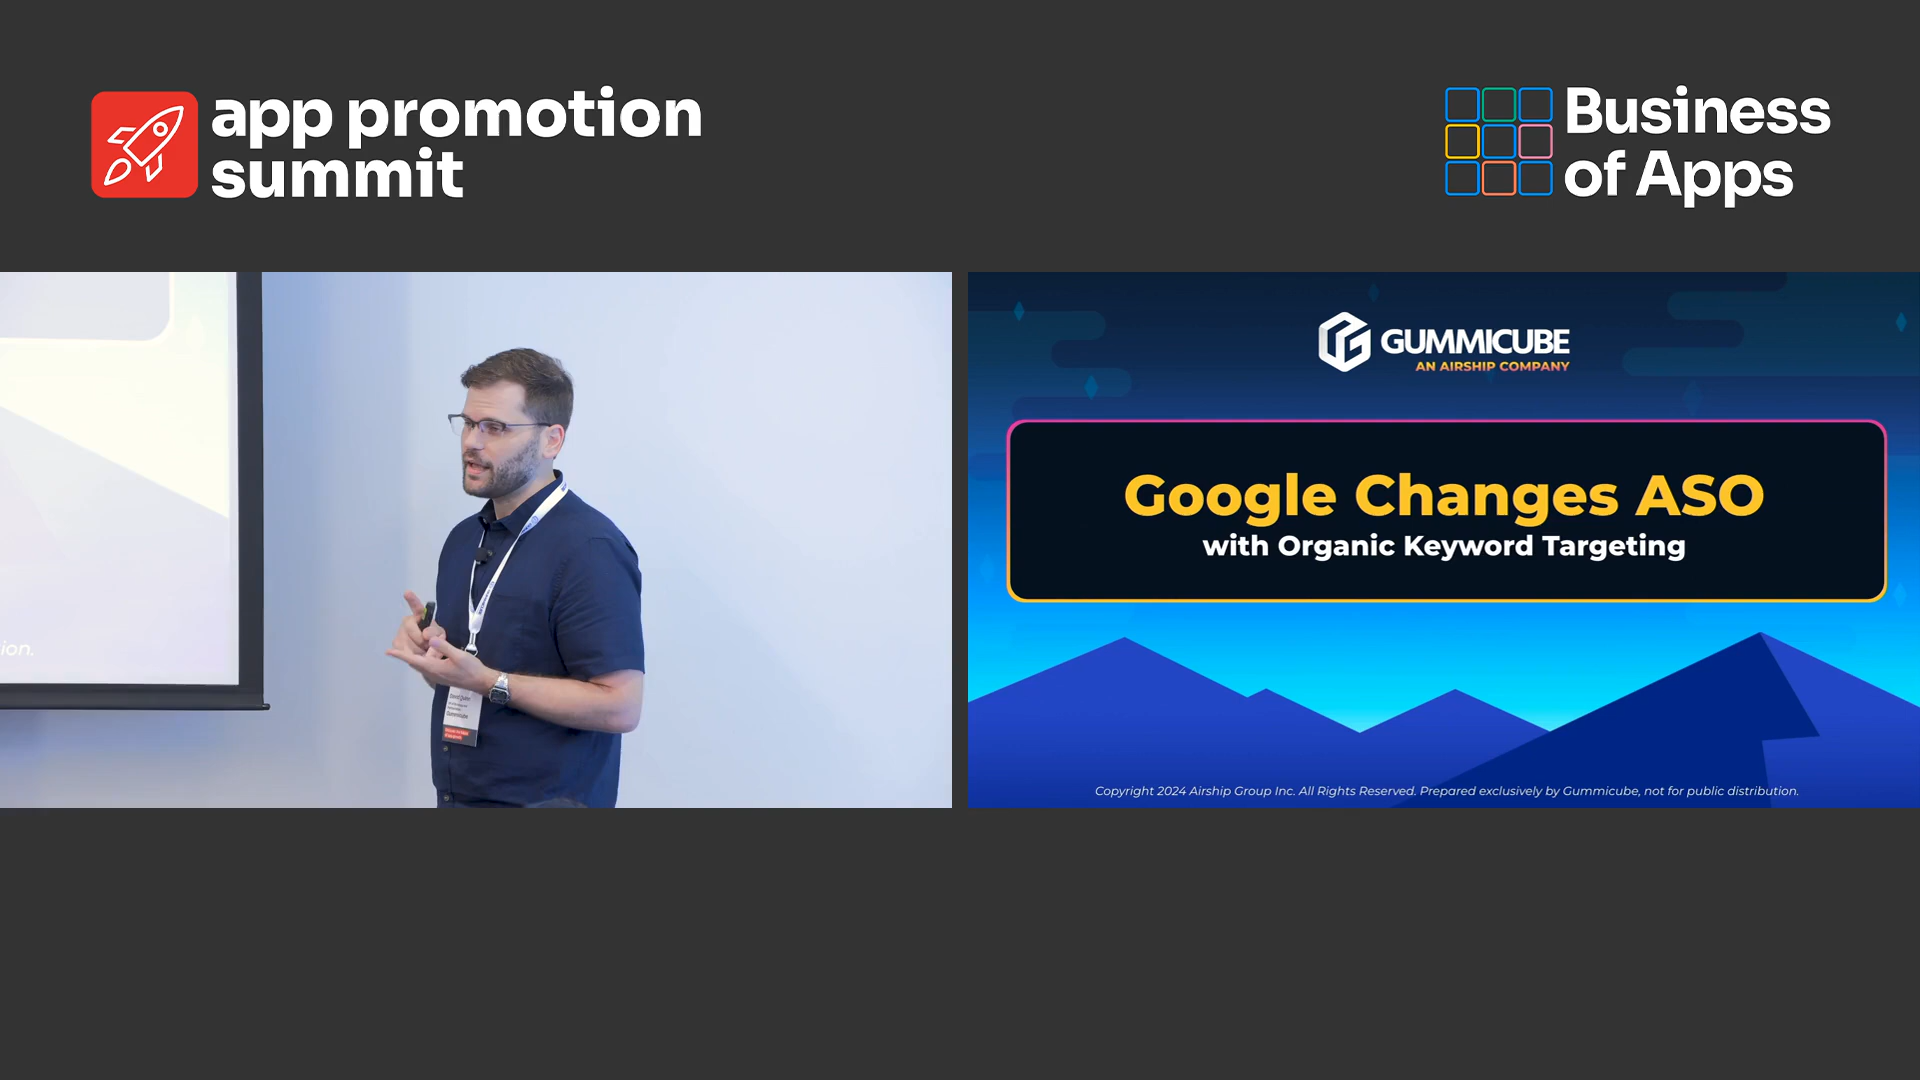 app promotion
summit
Business
of Apps
ion.
Gummicube
GUMMICUBE
AN AIRSHIP COMPANY
Google Changes ASO
with Organic Keyword Targeting
Copyright 2024 Airship Group Inc. All Rights Reserved. Prepared exclusively by Gummicube, not for public distribution.